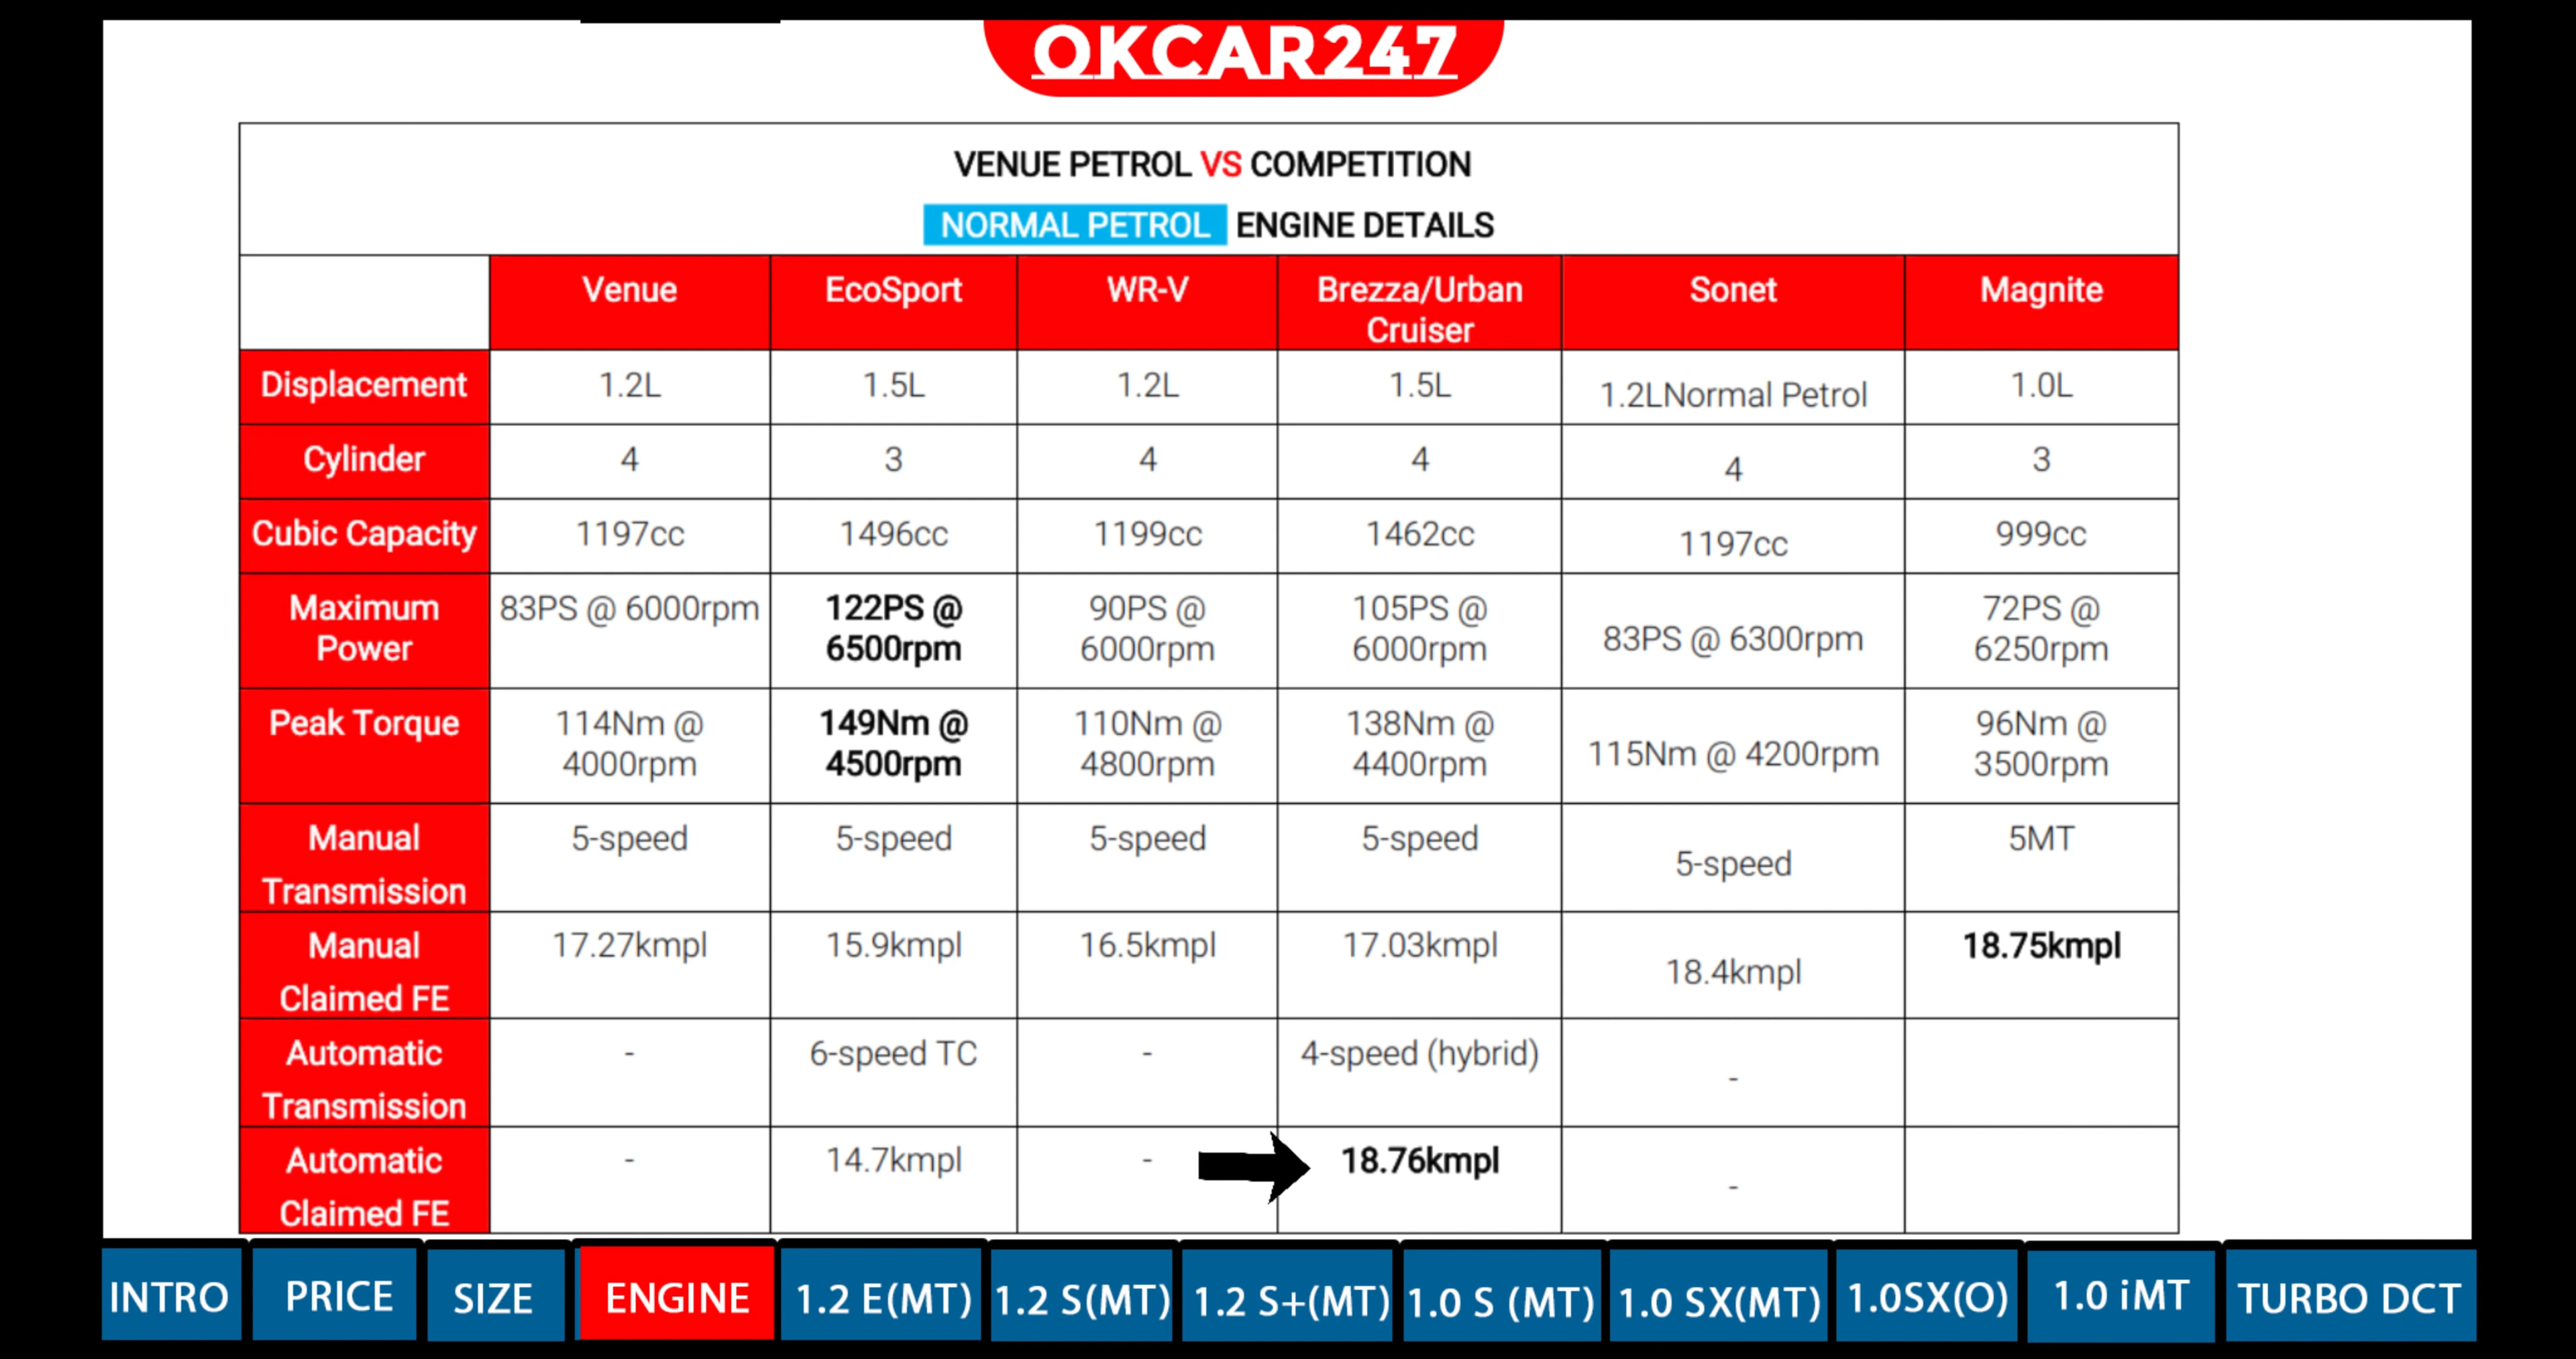 OKCAR247
VENUE PETROL VS COMPETITION
NORMAL PETROL ENGINE DETAILS
Venue EcoSport WR-V Brezza/Urban Cruiser Sonet Magnite
Displacement 1.2L 1.5L 1.2L 1.5L 1.2LNormal Petrol 1.0L
Cylinder 4 3 4 4 4 3
Cubic Capacity 1197cc 1496cc 1199cc 1462cc 1197cc 999cc
Maximum Power 83PS @ 6000rpm 122PS @ 6500rpm 90PS @ 6000rpm 105PS @ 6000rpm 83PS @ 6300rpm 72PS @ 6250rpm
Peak Torque 114Nm @ 4000rpm 149Nm @ 4500rpm 110Nm @ 4800rpm 138Nm @ 4400rpm 115Nm @ 4200rpm 96Nm @ 3500rpm
Manual Transmission 5-speed 5-speed 5-speed 5-speed 5-speed 5MT
Manual Claimed FE 17.27kmpl 15.9kmpl 16.5kmpl 17.03kmpl 18.4kmpl 18.75kmpl
Automatic Transmission - 6-speed TC - 4-speed (hybrid) -
Automatic Claimed FE - 14.7kmpl - 18.76kmpl -
INTRO PRICE SIZE ENGINE 1.2 E(MT) 1.2 S(MT) 1.2 S+(MT) 1.0 S (MT) 1.0 SX(MT) 1.0SX(O) 1.0 iMT TURBO DCT